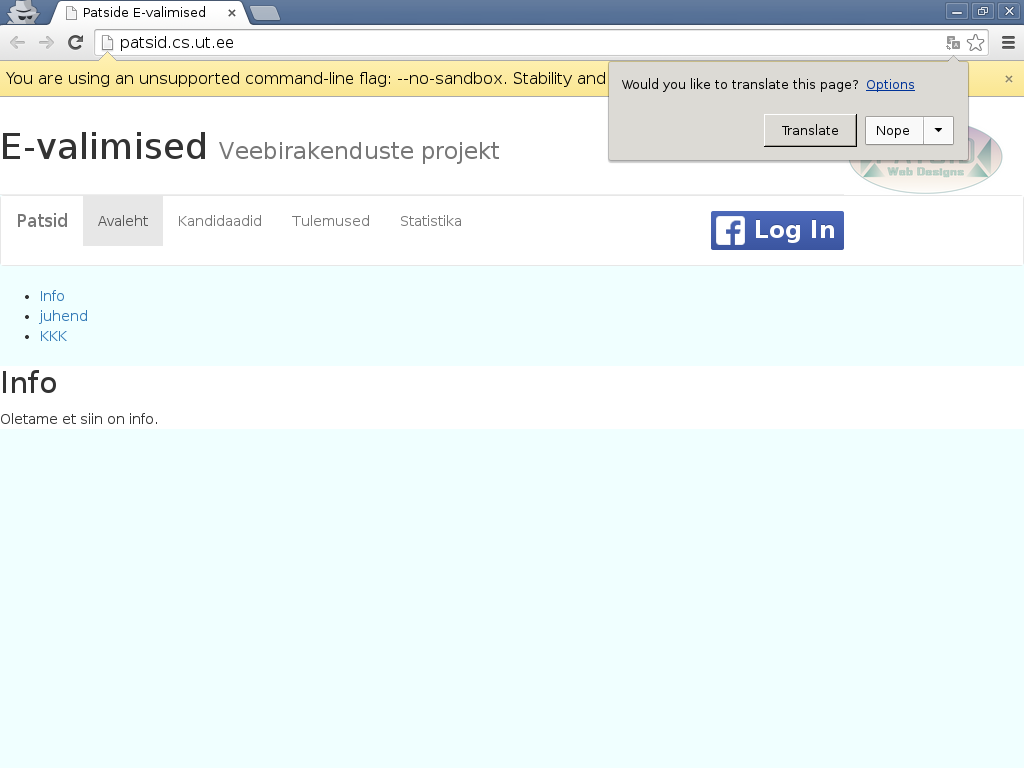 Patside E-valimised
patsid.cs.ut.ee
You are using an unsupported command-line flag: --no-sandbox. Stability and
Would you like to translate this page? Options
Translate Nope
E-valimised Veebirakenduste projekt
Web Designs
Patsid Avaleht Kandidaadid Tulemused Statistika Log In
Info
juhend
KKK
Info
Oletame et siin on info.